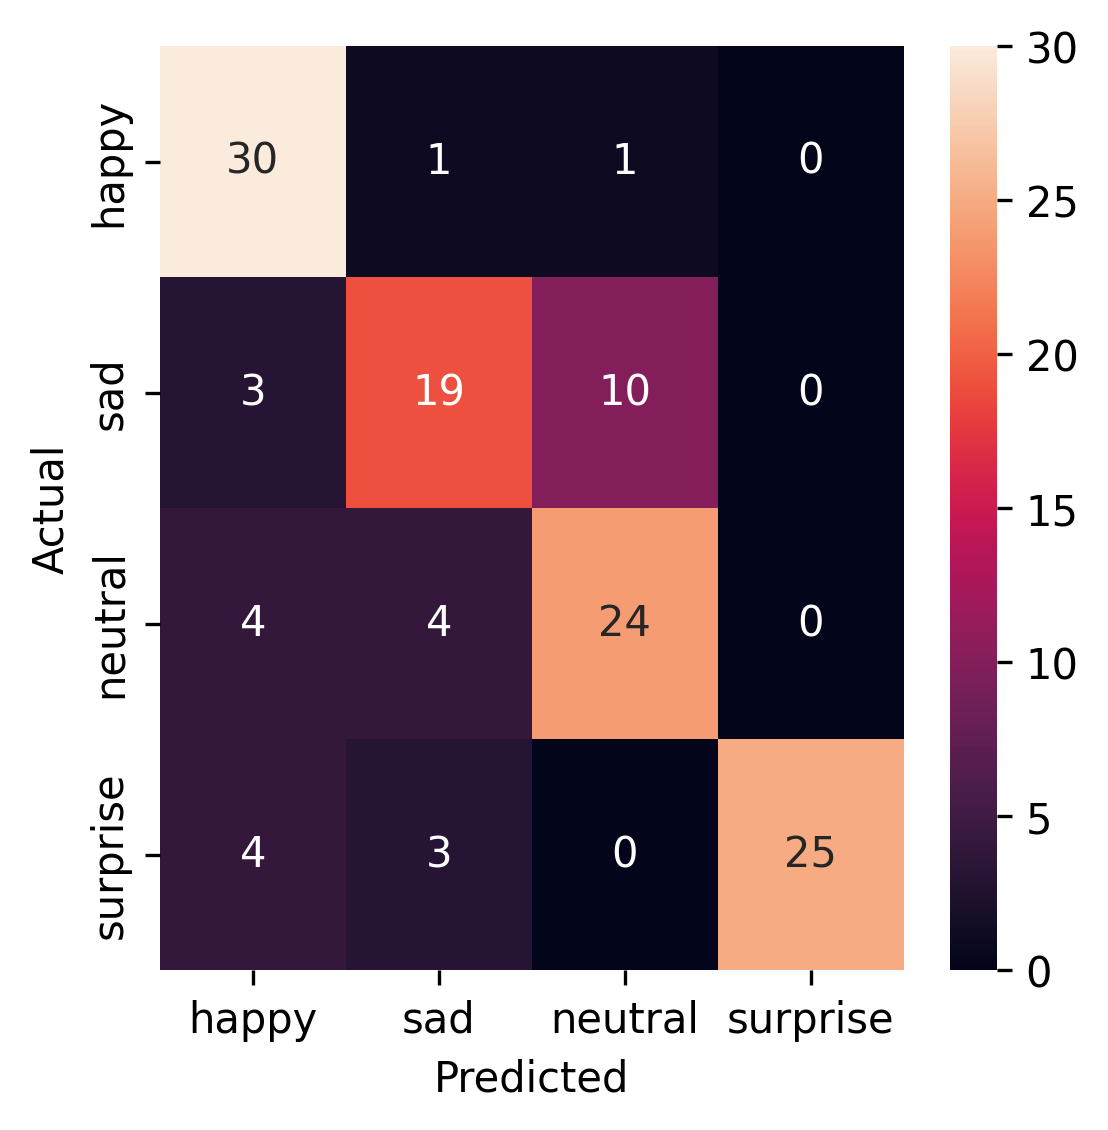 Actual
happy
30 1 1 0
sad
3 19 10 0
neutral
4 4 24 0
surprise
4 3 0 25
happy sad neutral surprise
Predicted
30
25
20
15
10
5
0